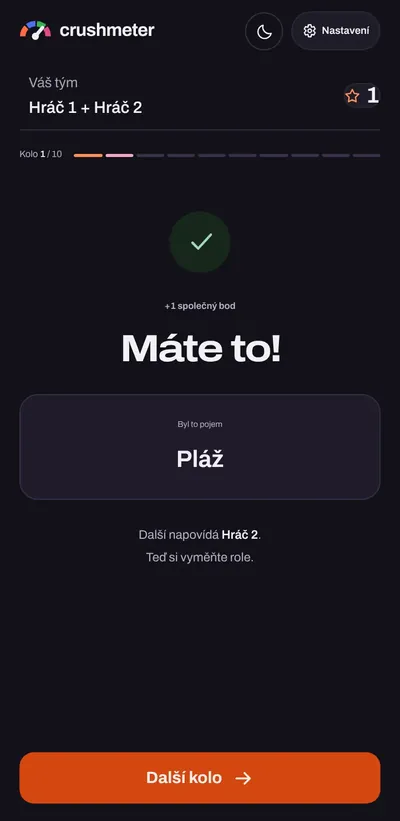 crushmeter
Nastavení
Váš tým
Hráč 1 + Hráč 2
1
Kolo 1 / 10
+1 společný bod
Máte to!
Byl to pojem
Pláž
Další napovídá Hráč 2.
Teď si vyměňte role.
Další kolo